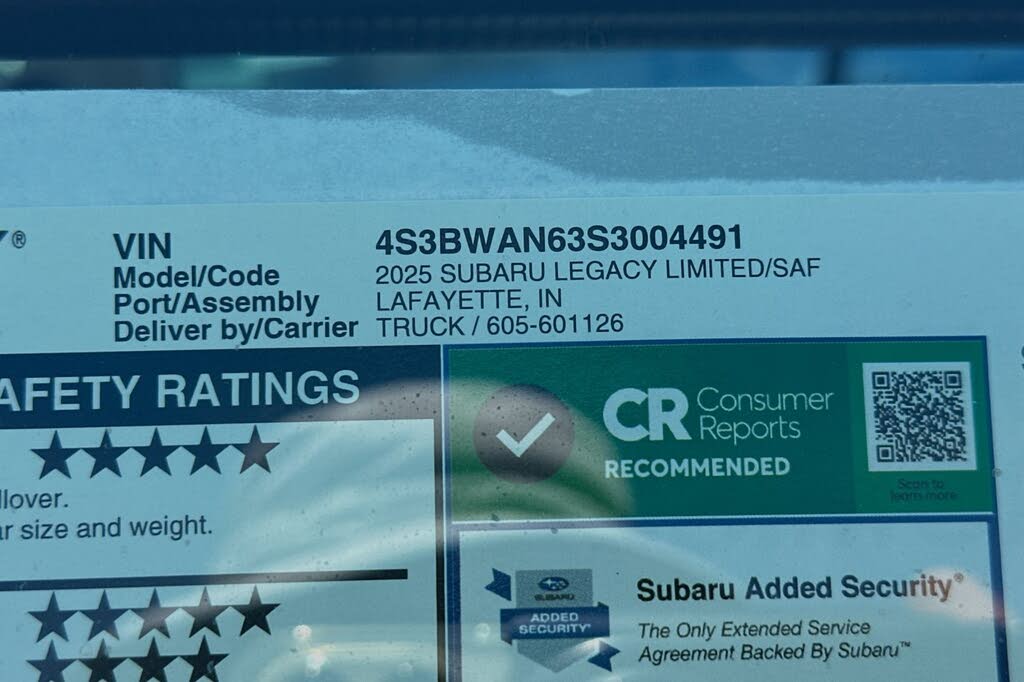 ®
VIN 4S3BWAN63S3004491
Model/Code 2025 SUBARU LEGACY LIMITED/SAF
Port/Assembly LAFAYETTE, IN
Deliver by/Carrier TRUCK / 605-601126
AFETY RATINGS
llover.
ar size and weight.
CR Consumer
Reports
RECOMMENDED
Scan to
learn more
SUBARU
ADDED
SECURITY®
Subaru Added Security®
The Only Extended Service
Agreement Backed By Subaru™